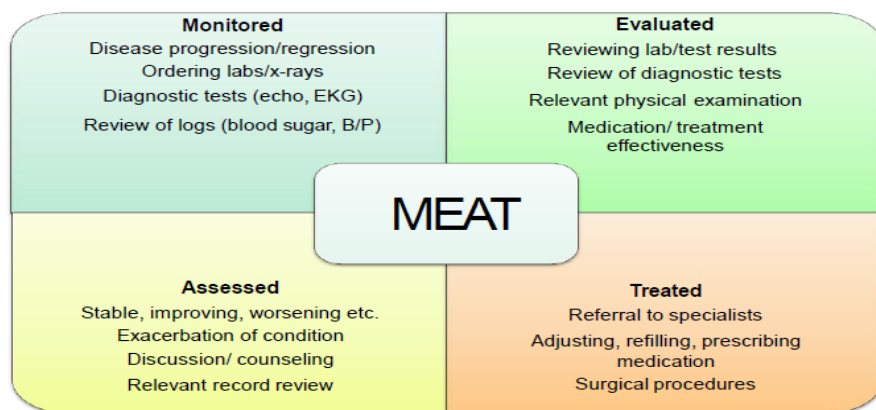 Monitored
Disease progression/regression
Ordering labs/x-rays
Diagnostic tests (echo, EKG)
Review of logs (blood sugar, B/P)
Evaluated
Reviewing lab/test results
Review of diagnostic tests
Relevant physical examination
Medication/ treatment
effectiveness
MEAT
Assessed
Stable, improving, worsening etc.
Exacerbation of condition
Discussion/ counseling
Relevant record review
Treated
Referral to specialists
Adjusting, refilling, prescribing
medication
Surgical procedures